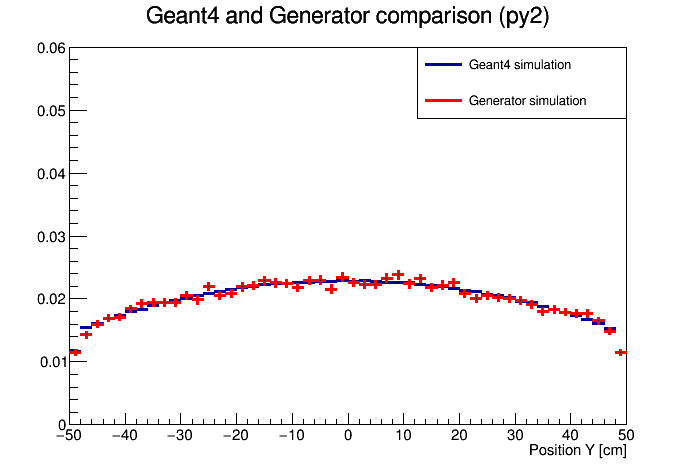 Geant4 and Generator comparison (py2)
Geant4 simulation
Generator simulation
0.06
0.05
0.04
0.03
0.02
0.01
0
−50 −40 −30 −20 −10 0 10 20 30 40 50
Position Y [cm]